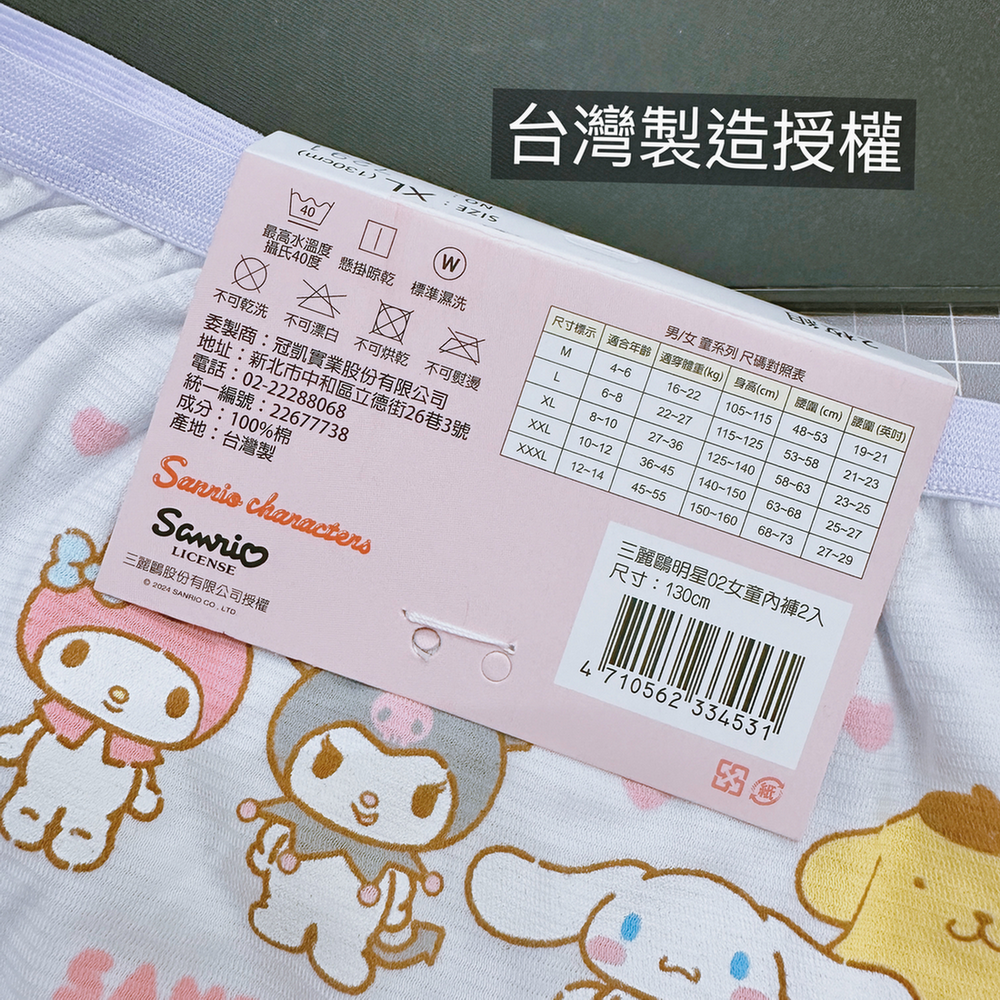 台灣製造授權
SIZE: XL (130cm)
NO
40
W
最高水溫度
攝氏40度
懸掛晾乾
標準濕洗
不可乾洗
不可漂白
不可烘乾
不可熨燙
委製商：冠凱實業股份有限公司
地址：新北市中和區立德街26巷3號
電話：02-22288068
統一編號：22677738
成分：100%棉
產地：台灣製
Sanrio characters
Sanrio
LICENSE
三麗鷗股份有限公司授權
© 2024 SANRIO CO., LTD
男/女 童系列 尺碼對照表
尺寸標示 適合年齡 適穿體重(kg) 身高(cm) 腰圍(cm) 腰圍(英吋)
M 4~6 16~22 105~115 48~53 19~21
L 6~8 22~27 115~125 53~58 21~23
XL 8~10 27~36 125~140 58~63 23~25
XXL 10~12 36~45 140~150 63~68 25~27
XXXL 12~14 45~55 150~160 68~73 27~29
三麗鷗明星02女童內褲2入
尺寸：130cm
4 710562 334531
紙